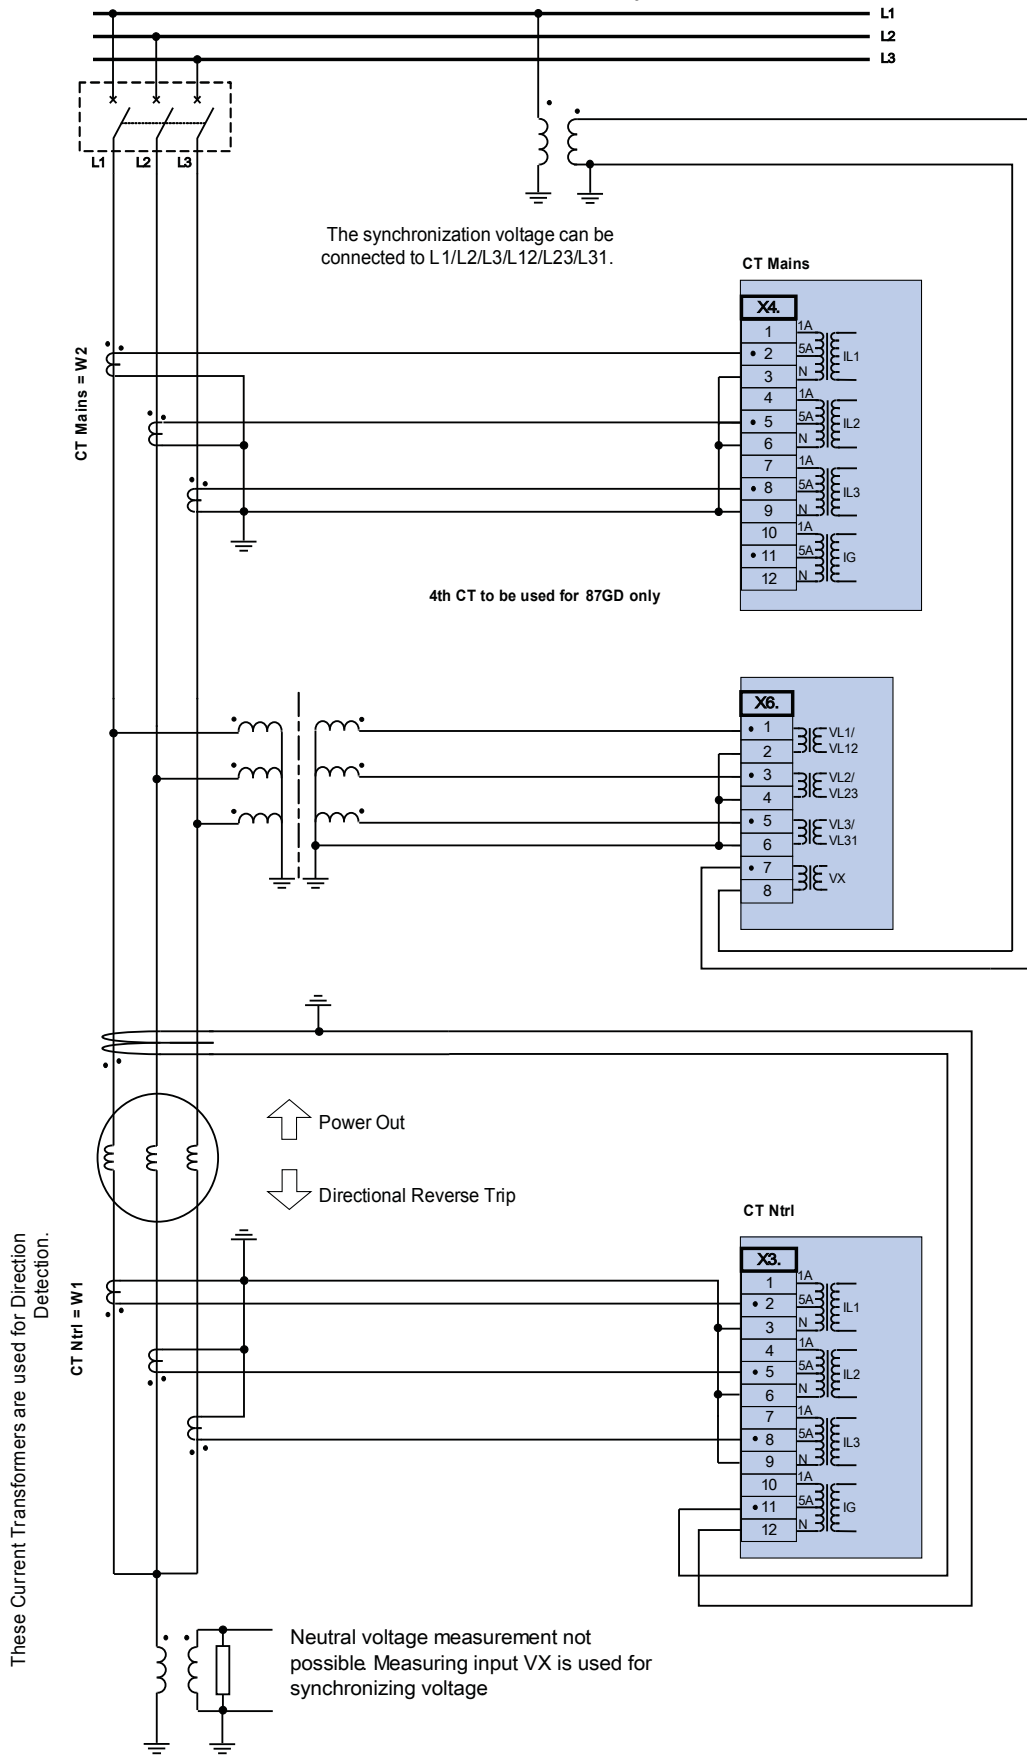 L1
L2
L3
L1 L2 L3
The synchronization voltage can be
connected to L1/L2/L3/L12/L23/L31.
CT Mains
X4.
1 1A
2 5A IL1
3 N
4 1A
5 5A IL2
6 N
7 1A
8 5A IL3
9 N
10 1A
11 5A IG
12 N
CT Mains = W2
4th CT to be used for 87GD only
X6.
1 VL1/
2 VL12
3 VL2/
4 VL23
5 VL3/
6 VL31
7 VX
8
Power Out
Directional Reverse Trip
CT Ntrl
X3.
1 1A
2 5A IL1
3 N
4 1A
5 5A IL2
6 N
7 1A
8 5A IL3
9 N
10 1A
11 5A IG
12 N
CT Ntrl = W1
These Current Transformers are used for Direction
Detection.
Neutral voltage measurement not
possible. Measuring input VX is used for
synchronizing voltage